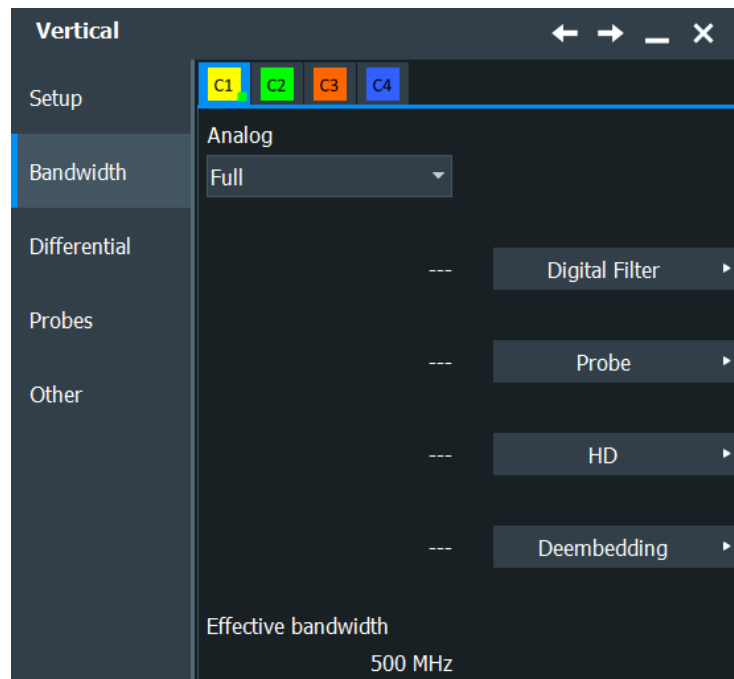 Vertical
Setup
Bandwidth
Differential
Probes
Other
C1 C2 C3 C4
Analog
Full
--- Digital Filter
--- Probe
--- HD
--- Deembedding
Effective bandwidth
500 MHz